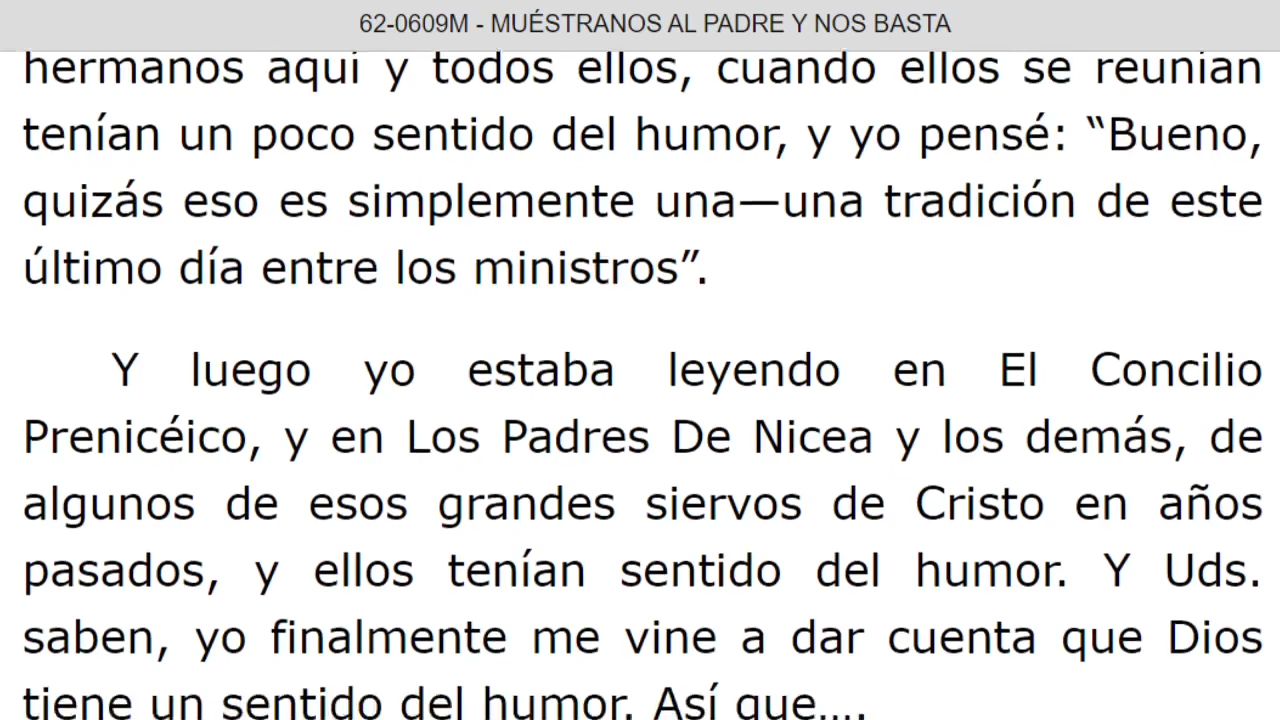 62-0609M - MUÉSTRANOS AL PADRE Y NOS BASTA
hermanos aquí y todos ellos, cuando ellos se reunían
tenían un poco sentido del humor, y yo pensé: “Bueno,
quizás eso es simplemente una—una tradición de este
último día entre los ministros”.
Y luego yo estaba leyendo en El Concilio
Prenicéico, y en Los Padres De Nicea y los demás, de
algunos de esos grandes siervos de Cristo en años
pasados, y ellos tenían sentido del humor. Y Uds.
saben, yo finalmente me vine a dar cuenta que Dios
tiene un sentido del humor. Así que….